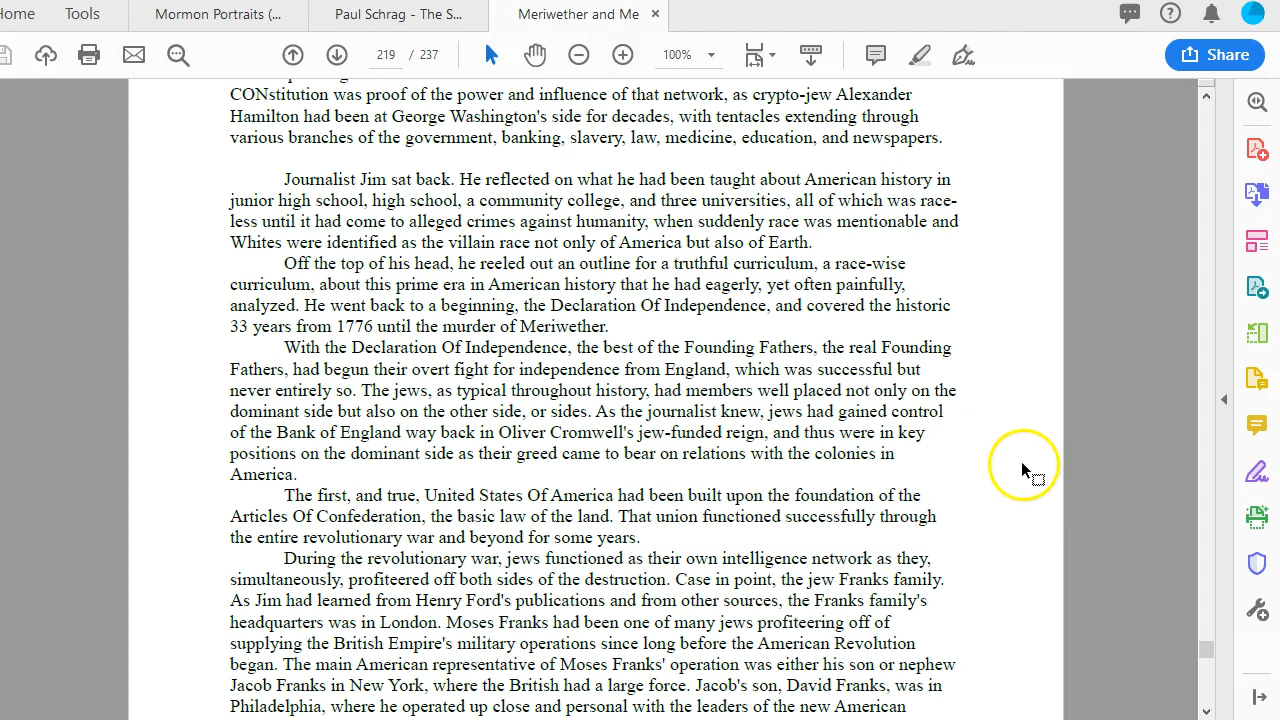 Home
Tools
Mormon Portraits (...
Paul Schrag - The S...
Meriwether and Me
×
219 / 237
100%
Share
CONstitution was proof of the power and influence of that network, as crypto-jew Alexander
Hamilton had been at George Washington's side for decades, with tentacles extending through
various branches of the government, banking, slavery, law, medicine, education, and newspapers.
Journalist Jim sat back. He reflected on what he had been taught about American history in
junior high school, high school, a community college, and three universities, all of which was race-
less until it had come to alleged crimes against humanity, when suddenly race was mentionable and
Whites were identified as the villain race not only of America but also of Earth.
Off the top of his head, he reeled out an outline for a truthful curriculum, a race-wise
curriculum, about this prime era in American history that he had eagerly, yet often painfully,
analyzed. He went back to a beginning, the Declaration Of Independence, and covered the historic
33 years from 1776 until the murder of Meriwether.
With the Declaration Of Independence, the best of the Founding Fathers, the real Founding
Fathers, had begun their overt fight for independence from England, which was successful but
never entirely so. The jews, as typical throughout history, had members well placed not only on the
dominant side but also on the other side, or sides. As the journalist knew, jews had gained control
of the Bank of England way back in Oliver Cromwell's jew-funded reign, and thus were in key
positions on the dominant side as their greed came to bear on relations with the colonies in
America.
The first, and true, United States Of America had been built upon the foundation of the
Articles Of Confederation, the basic law of the land. That union functioned successfully through
the entire revolutionary war and beyond for some years.
During the revolutionary war, jews functioned as their own intelligence network as they,
simultaneously, profiteered off both sides of the destruction. Case in point, the jew Franks family.
As Jim had learned from Henry Ford's publications and from other sources, the Franks family's
headquarters was in London. Moses Franks had been one of many jews profiteering off of
supplying the British Empire's military operations since long before the American Revolution
began. The main American representative of Moses Franks' operation was either his son or nephew
Jacob Franks in New York, where the British had a large force. Jacob's son, David Franks, was in
Philadelphia, where he operated up close and personal with the leaders of the new American